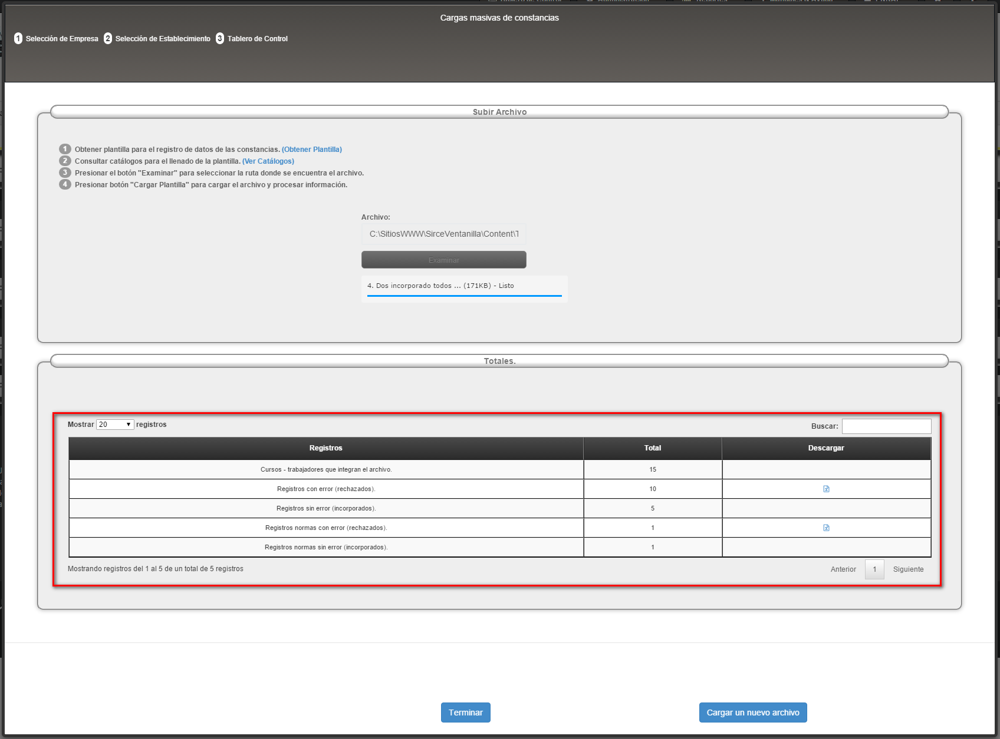 Cargas masivas de constancias
1 Selección de Empresa 2 Selección de Establecimiento 3 Tablero de Control
Subir Archivo
1 Obtener plantilla para el registro de datos de las constancias. (Obtener Plantilla)
2 Consultar catálogos para el llenado de la plantilla. (Ver Catálogos)
3 Presionar el botón "Examinar" para seleccionar la ruta donde se encuentra el archivo.
4 Presionar botón "Cargar Plantilla" para cargar el archivo y procesar información.
Archivo:
C:\SitiosWWW\SirceVentanilla\Content\T
Examinar
4. Dos incorporado todos ... (171KB) - Listo
Totales.
Mostrar 20 registros
Buscar:
Registros Total Descargar
Cursos - trabajadores que integran el archivo. 15
Registros con error (rechazados). 10
Registros sin error (incorporados). 5
Registros normas con error (rechazados). 1
Registros normas sin error (incorporados). 1
Mostrando registros del 1 al 5 de un total de 5 registros
Anterior 1 Siguiente
Terminar
Cargar un nuevo archivo